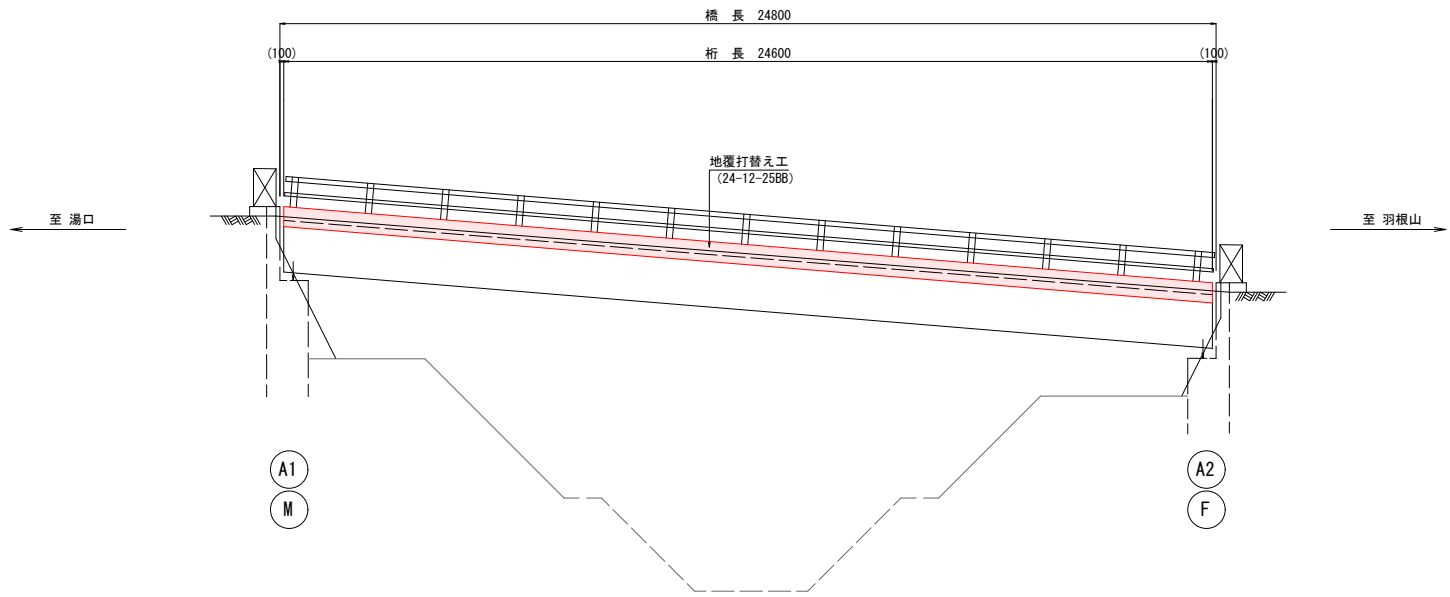 橋 長 24800
(100)
桁 長 24600
(100)
地覆打替え工
(24-12-25BB)
至 湯口
至 羽根山
A1
M
A2
F